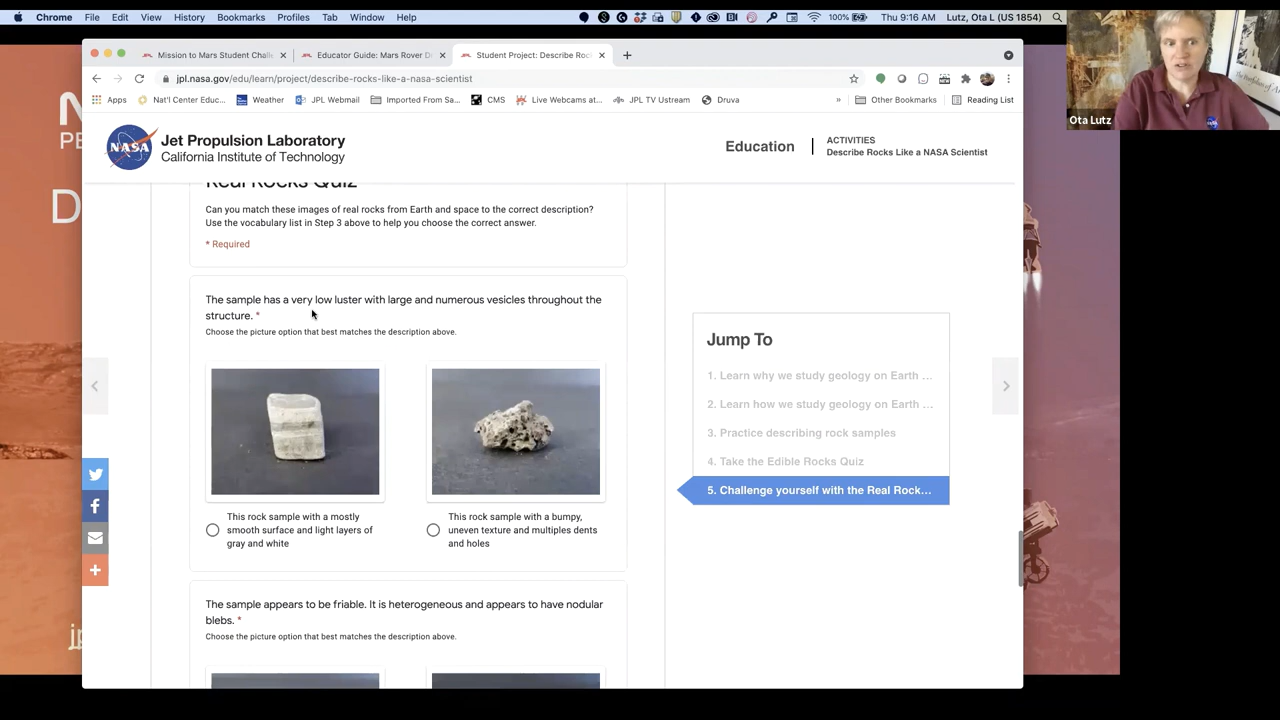 Chrome File Edit View History Bookmarks Profiles Tab Window Help
100% Thu 9:16 AM Lutz, Ota L (US 1854)
Mission to Mars Student Chall
Educator Guide: Mars Rover D
Student Project: Describe Roc
jpl.nasa.gov/edu/learn/project/describe-rocks-like-a-nasa-scientist
Apps Nat'l Center Educ... Weather JPL Webmail Imported From Sa... CMS Live Webcams at... JPL TV Ustream Druva » Other Bookmarks Reading List
Ota Lutz
N
PE
D
NASA
Jet Propulsion Laboratory
California Institute of Technology
Education
ACTIVITIES
Describe Rocks Like a NASA Scientist
Real Rocks Quiz
Can you match these images of real rocks from Earth and space to the correct description?
Use the vocabulary list in Step 3 above to help you choose the correct answer.
* Required
The sample has a very low luster with large and numerous vesicles throughout the
structure. *
Choose the picture option that best matches the description above.
This rock sample with a mostly
smooth surface and light layers of
gray and white
This rock sample with a bumpy,
uneven texture and multiples dents
and holes
The sample appears to be friable. It is heterogeneous and appears to have nodular
blebs. *
Choose the picture option that best matches the description above.
Jump To
1. Learn why we study geology on Earth ...
2. Learn how we study geology on Earth ...
3. Practice describing rock samples
4. Take the Edible Rocks Quiz
5. Challenge yourself with the Real Rock...
jp